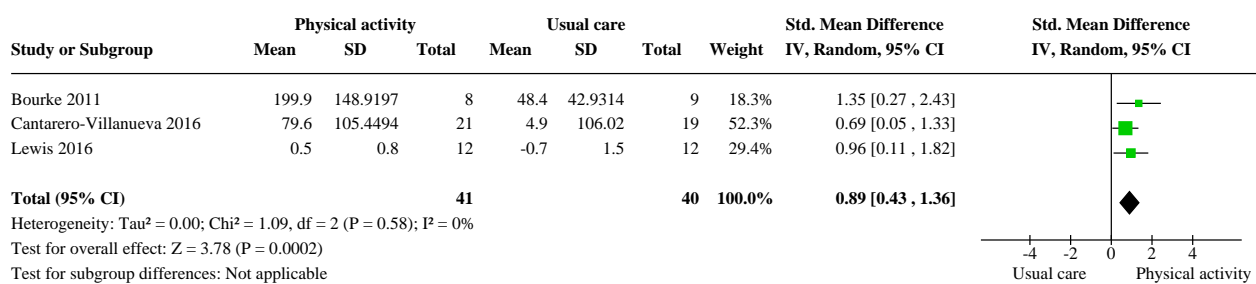 Physical activity Usual care Std. Mean Difference Std. Mean Difference
Study or Subgroup Mean SD Total Mean SD Total Weight IV, Random, 95% CI IV, Random, 95% CI
Bourke 2011 199.9 148.9197 8 48.4 42.9314 9 18.3% 1.35 [0.27 , 2.43]
Cantarero-Villanueva 2016 79.6 105.4494 21 4.9 106.02 19 52.3% 0.69 [0.05 , 1.33]
Lewis 2016 0.5 0.8 12 -0.7 1.5 12 29.4% 0.96 [0.11 , 1.82]
Total (95% CI) 41 40 100.0% 0.89 [0.43 , 1.36]
Heterogeneity: Tau² = 0.00; Chi² = 1.09, df = 2 (P = 0.58); I² = 0%
Test for overall effect: Z = 3.78 (P = 0.0002) -4 -2 0 2 4
Test for subgroup differences: Not applicable Usual care Physical activity